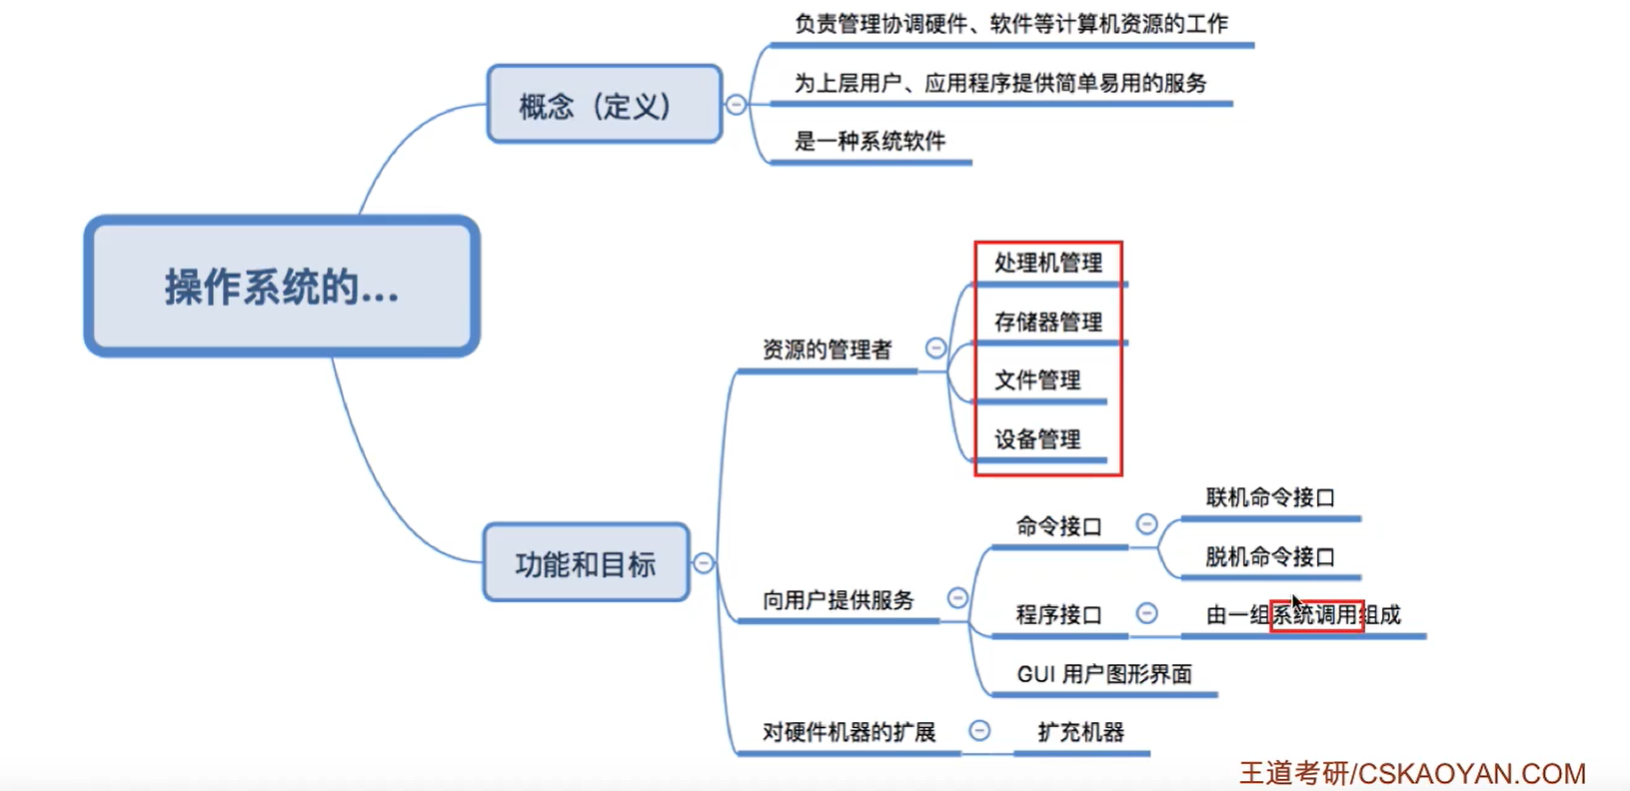 负责管理协调硬件、软件等计算机资源的工作
为上层用户、应用程序提供简单易用的服务
概念（定义）
是一种系统软件
操作系统的...
处理机管理
存储器管理
资源的管理者
文件管理
设备管理
联机命令接口
命令接口
脱机命令接口
功能和目标
向用户提供服务
程序接口
由一组系统调用组成
GUI 用户图形界面
对硬件机器的扩展
扩充机器
王道考研/CSKAOYAN.COM